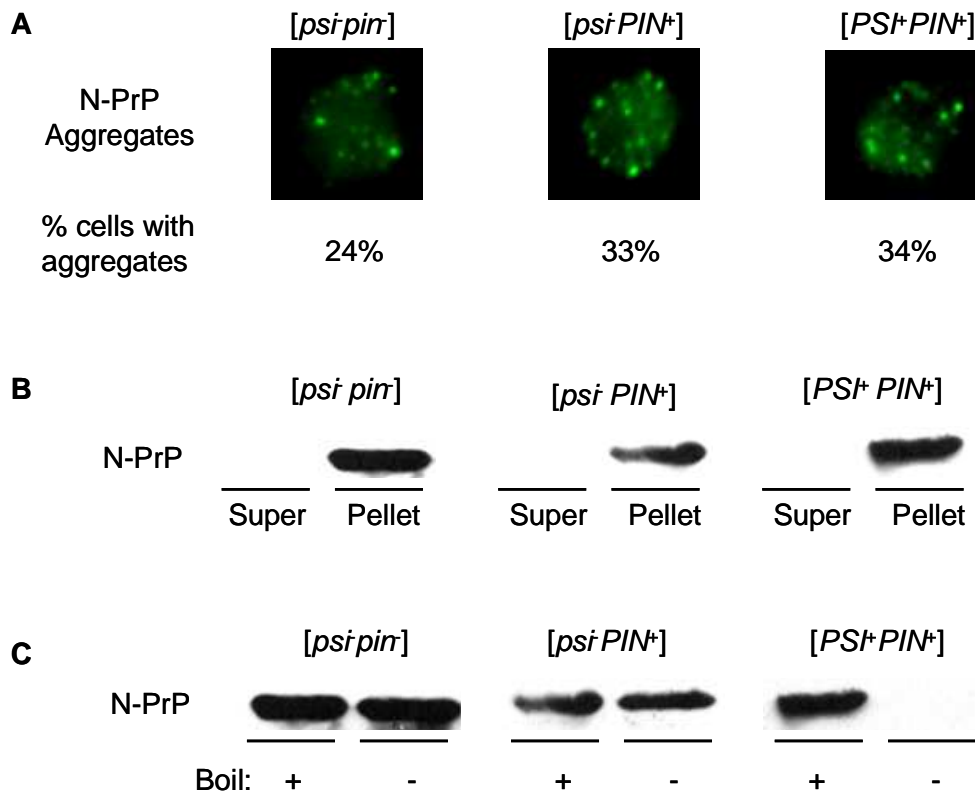 A
[psi⁻pin⁻] [psi⁻PIN⁺] [PSI⁺PIN⁺]
N-PrP
Aggregates
% cells with
aggregates
24% 33% 34%
B
[psi⁻ pin⁻] [psi⁻ PIN⁺] [PSI⁺ PIN⁺]
N-PrP
Super Pellet Super Pellet Super Pellet
C
[psi⁻pin⁻] [psi⁻PIN⁺] [PSI⁺PIN⁺]
N-PrP
Boil: + - + - + -